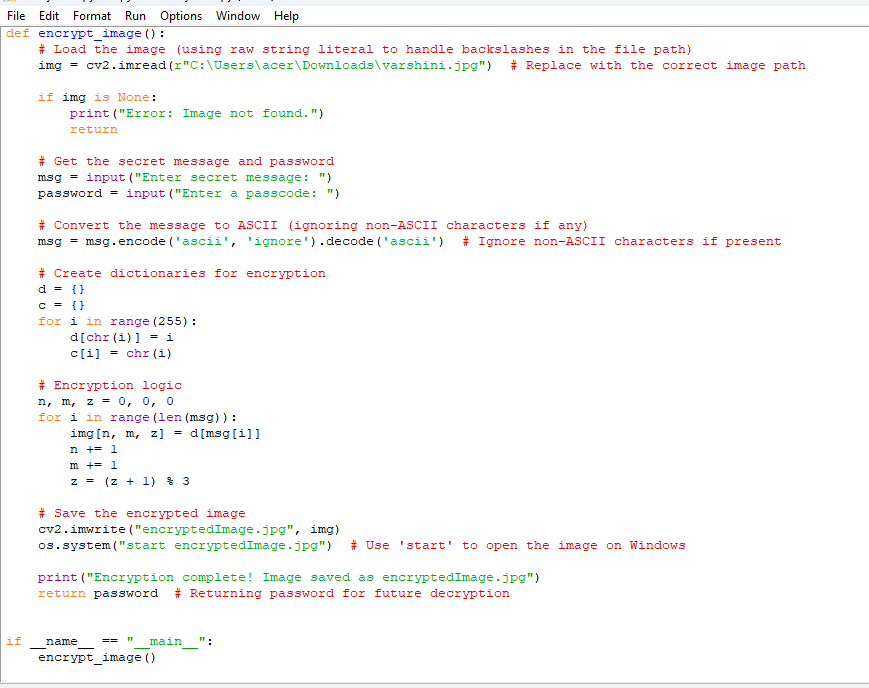 File Edit Format Run Options Window Help
def encrypt_image():
    # Load the image (using raw string literal to handle backslashes in the file path)
    img = cv2.imread(r"C:\Users\acer\Downloads\varshini.jpg")  # Replace with the correct image path

    if img is None:
        print("Error: Image not found.")
        return

    # Get the secret message and password
    msg = input("Enter secret message: ")
    password = input("Enter a passcode: ")

    # Convert the message to ASCII (ignoring non-ASCII characters if any)
    msg = msg.encode('ascii', 'ignore').decode('ascii')  # Ignore non-ASCII characters if present

    # Create dictionaries for encryption
    d = {}
    c = {}
    for i in range(255):
        d[chr(i)] = i
        c[i] = chr(i)

    # Encryption logic
    n, m, z = 0, 0, 0
    for i in range(len(msg)):
        img[n, m, z] = d[msg[i]]
        n += 1
        m += 1
        z = (z + 1) % 3

    # Save the encrypted image
    cv2.imwrite("encryptedImage.jpg", img)
    os.system("start encryptedImage.jpg")  # Use 'start' to open the image on Windows

    print("Encryption complete! Image saved as encryptedImage.jpg")
    return password  # Returning password for future decryption


if __name__ == "__main__":
    encrypt_image()